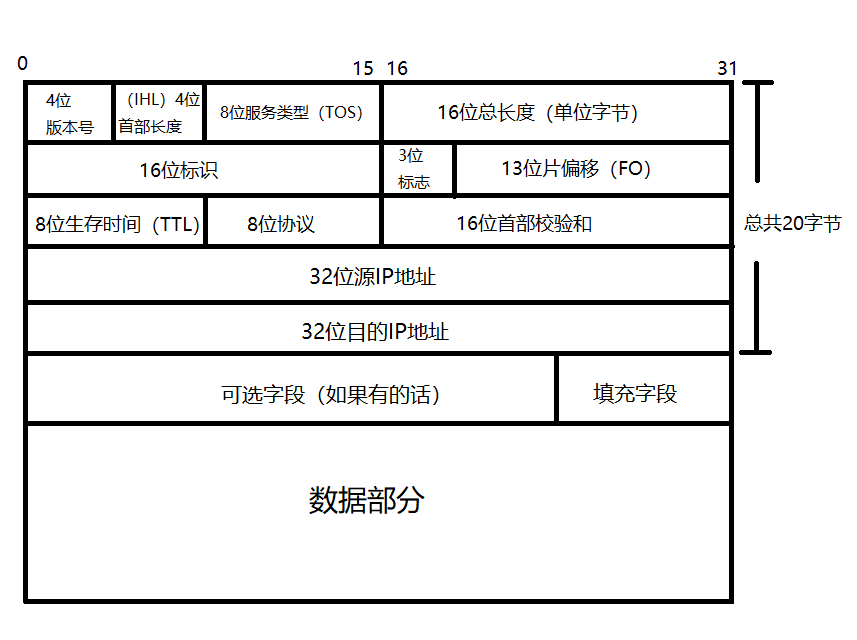 0 15 16 31
4位
版本号
（IHL）4位
首部长度
8位服务类型（TOS）
16位总长度（单位字节）
16位标识
3位
标志
13位片偏移（FO）
8位生存时间（TTL）
8位协议
16位首部校验和
总共20字节
32位源IP地址
32位目的IP地址
可选字段（如果有的话）
填充字段
数据部分